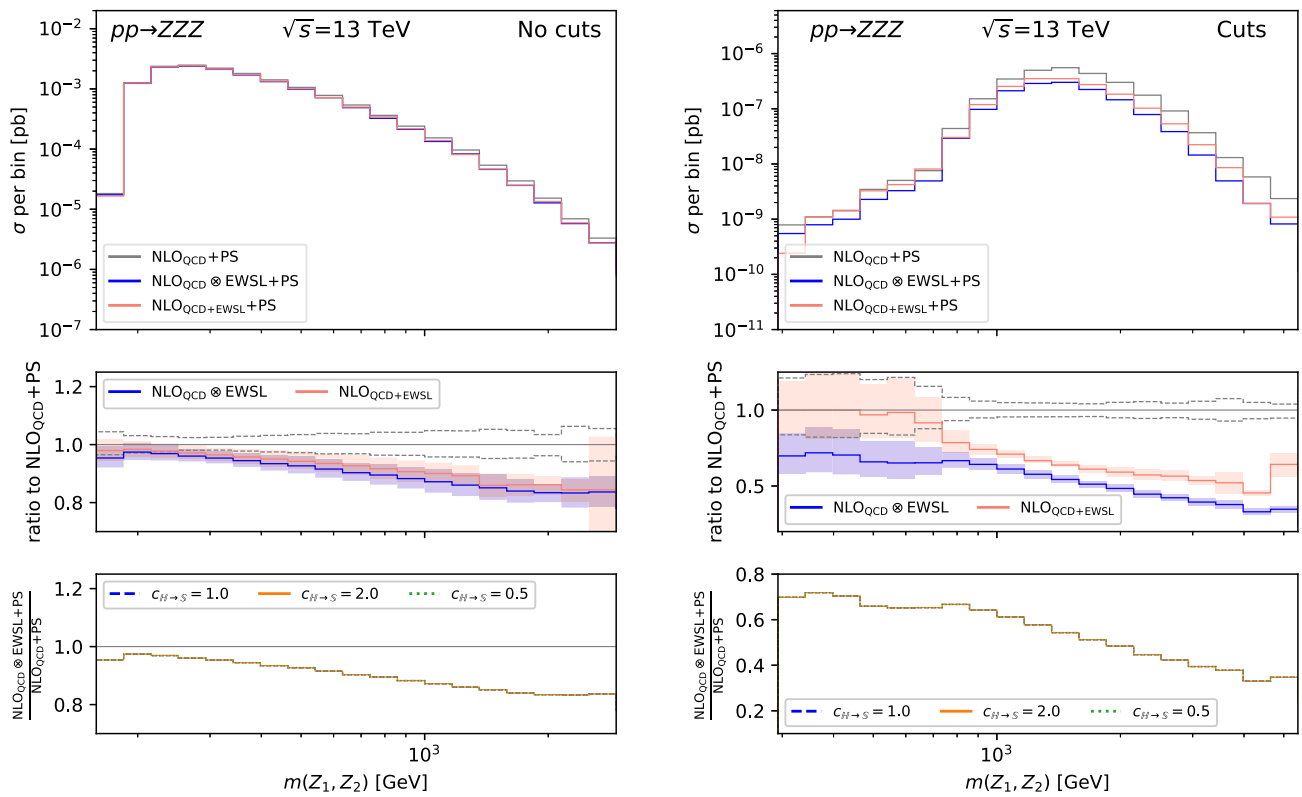 pp→ZZZ √s=13 TeV No cuts
σ per bin [pb]
10⁻²
10⁻³
10⁻⁴
10⁻⁵
10⁻⁶
10⁻⁷
NLO_QCD+PS
NLO_QCD ⊗ EWSL+PS
NLO_QCD+EWSL+PS
ratio to NLO_QCD+PS
1.2
1.0
0.8
NLO_QCD ⊗ EWSL NLO_QCD+EWSL
NLO_QCD ⊗ EWSL+PS
NLO_QCD+PS
1.2
1.0
0.8
c_ℍ→𝕊 = 1.0 c_ℍ→𝕊 = 2.0 c_ℍ→𝕊 = 0.5
10³
m(Z₁, Z₂) [GeV]
pp→ZZZ √s=13 TeV Cuts
σ per bin [pb]
10⁻⁶
10⁻⁷
10⁻⁸
10⁻⁹
10⁻¹⁰
10⁻¹¹
NLO_QCD+PS
NLO_QCD ⊗ EWSL+PS
NLO_QCD+EWSL+PS
ratio to NLO_QCD+PS
1.0
0.5
NLO_QCD ⊗ EWSL NLO_QCD+EWSL
NLO_QCD ⊗ EWSL+PS
NLO_QCD+PS
0.8
0.6
0.4
0.2
c_ℍ→𝕊 = 1.0 c_ℍ→𝕊 = 2.0 c_ℍ→𝕊 = 0.5
10³
m(Z₁, Z₂) [GeV]